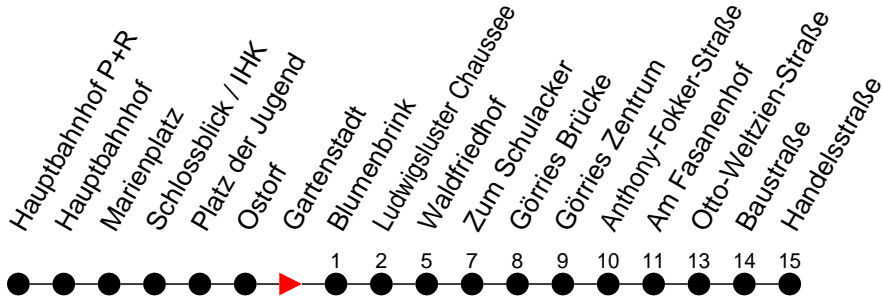 Hauptbahnhof P+R
Hauptbahnhof
Marienplatz
Schlossblick / IHK
Platz der Jugend
Ostorf
Gartenstadt
Blumenbrink
Ludwigsluster Chaussee
Waldfriedhof
Zum Schulacker
Görries Brücke
Görries Zentrum
Anthony-Fokker-Straße
Am Fasanenhof
Otto-Weltzien-Straße
Baustraße
Handelsstraße
1 2 5 7 8 9 10 11 13 14 15